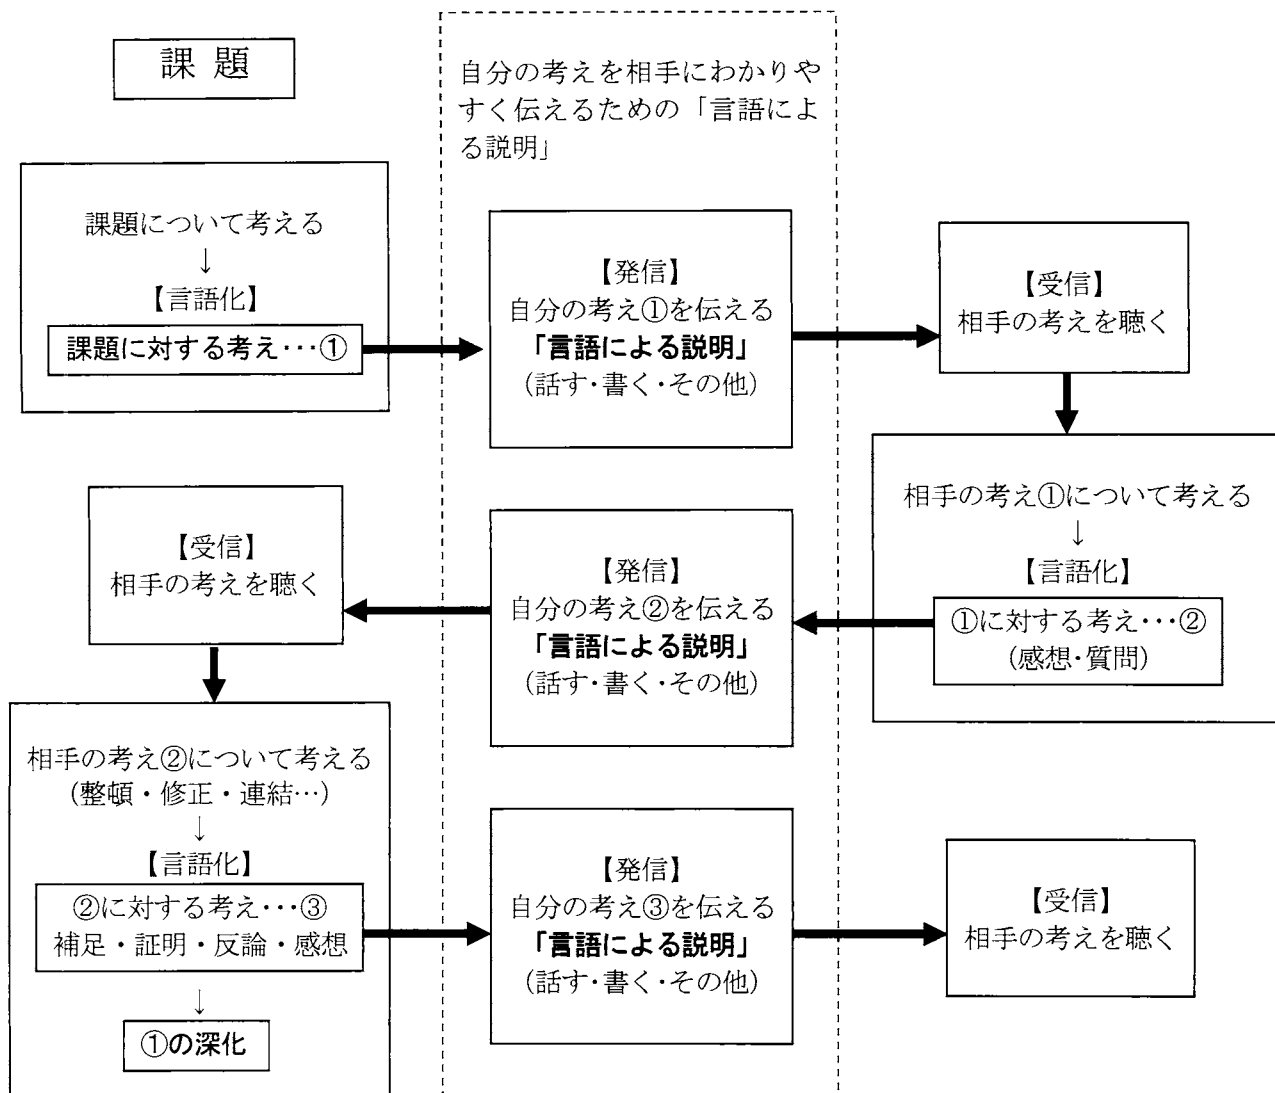 課 題
自分の考えを相手にわかりや
すく伝えるための「言語によ
る説明」
課題について考える
↓
【言語化】
課題に対する考え･･･①
【発信】
自分の考え①を伝える
「言語による説明」
（話す･書く･その他）
【受信】
相手の考えを聴く
相手の考え①について考える
↓
【言語化】
①に対する考え･･･②
（感想･質問）
【発信】
自分の考え②を伝える
「言語による説明」
（話す･書く･その他）
【受信】
相手の考えを聴く
相手の考え②について考える
（整頓・修正・連結…）
↓
【言語化】
②に対する考え･･･③
補足・証明・反論・感想
↓
①の深化
【発信】
自分の考え③を伝える
「言語による説明」
（話す･書く･その他）
【受信】
相手の考えを聴く